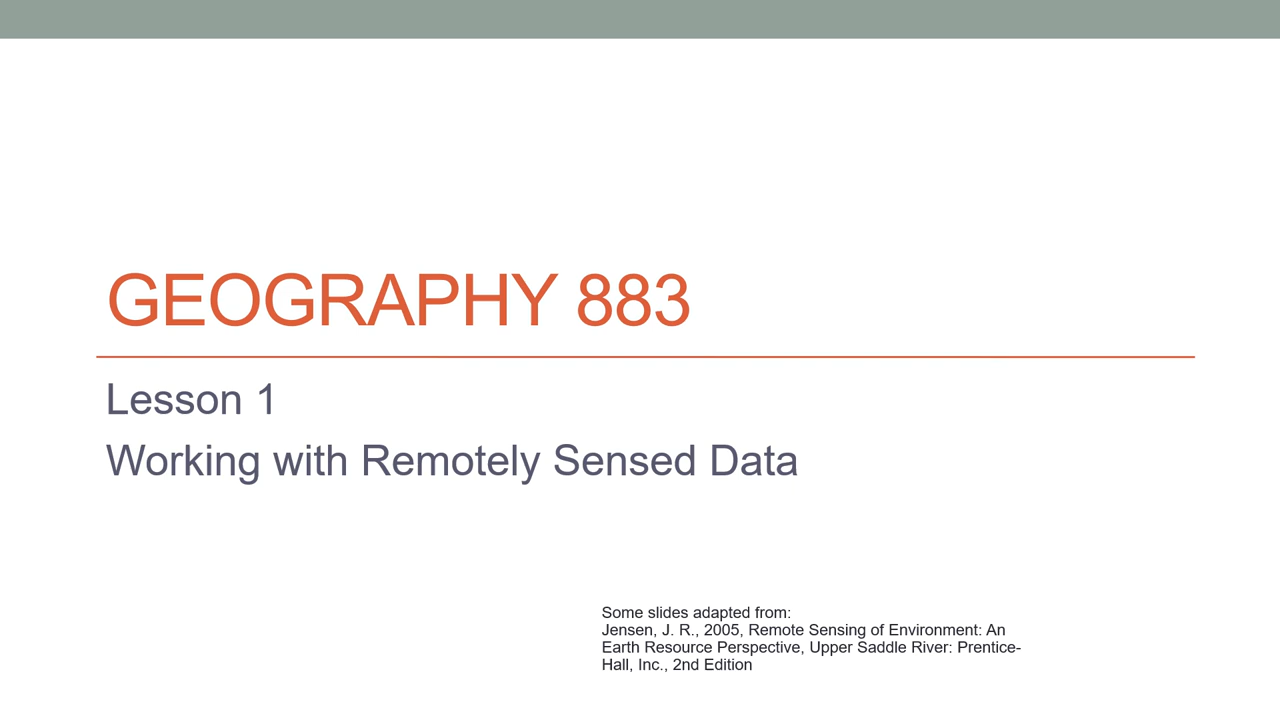 GEOGRAPHY 883
Lesson 1
Working with Remotely Sensed Data
Some slides adapted from:
Jensen, J. R., 2005, Remote Sensing of Environment: An
Earth Resource Perspective, Upper Saddle River: Prentice-
Hall, Inc., 2nd Edition